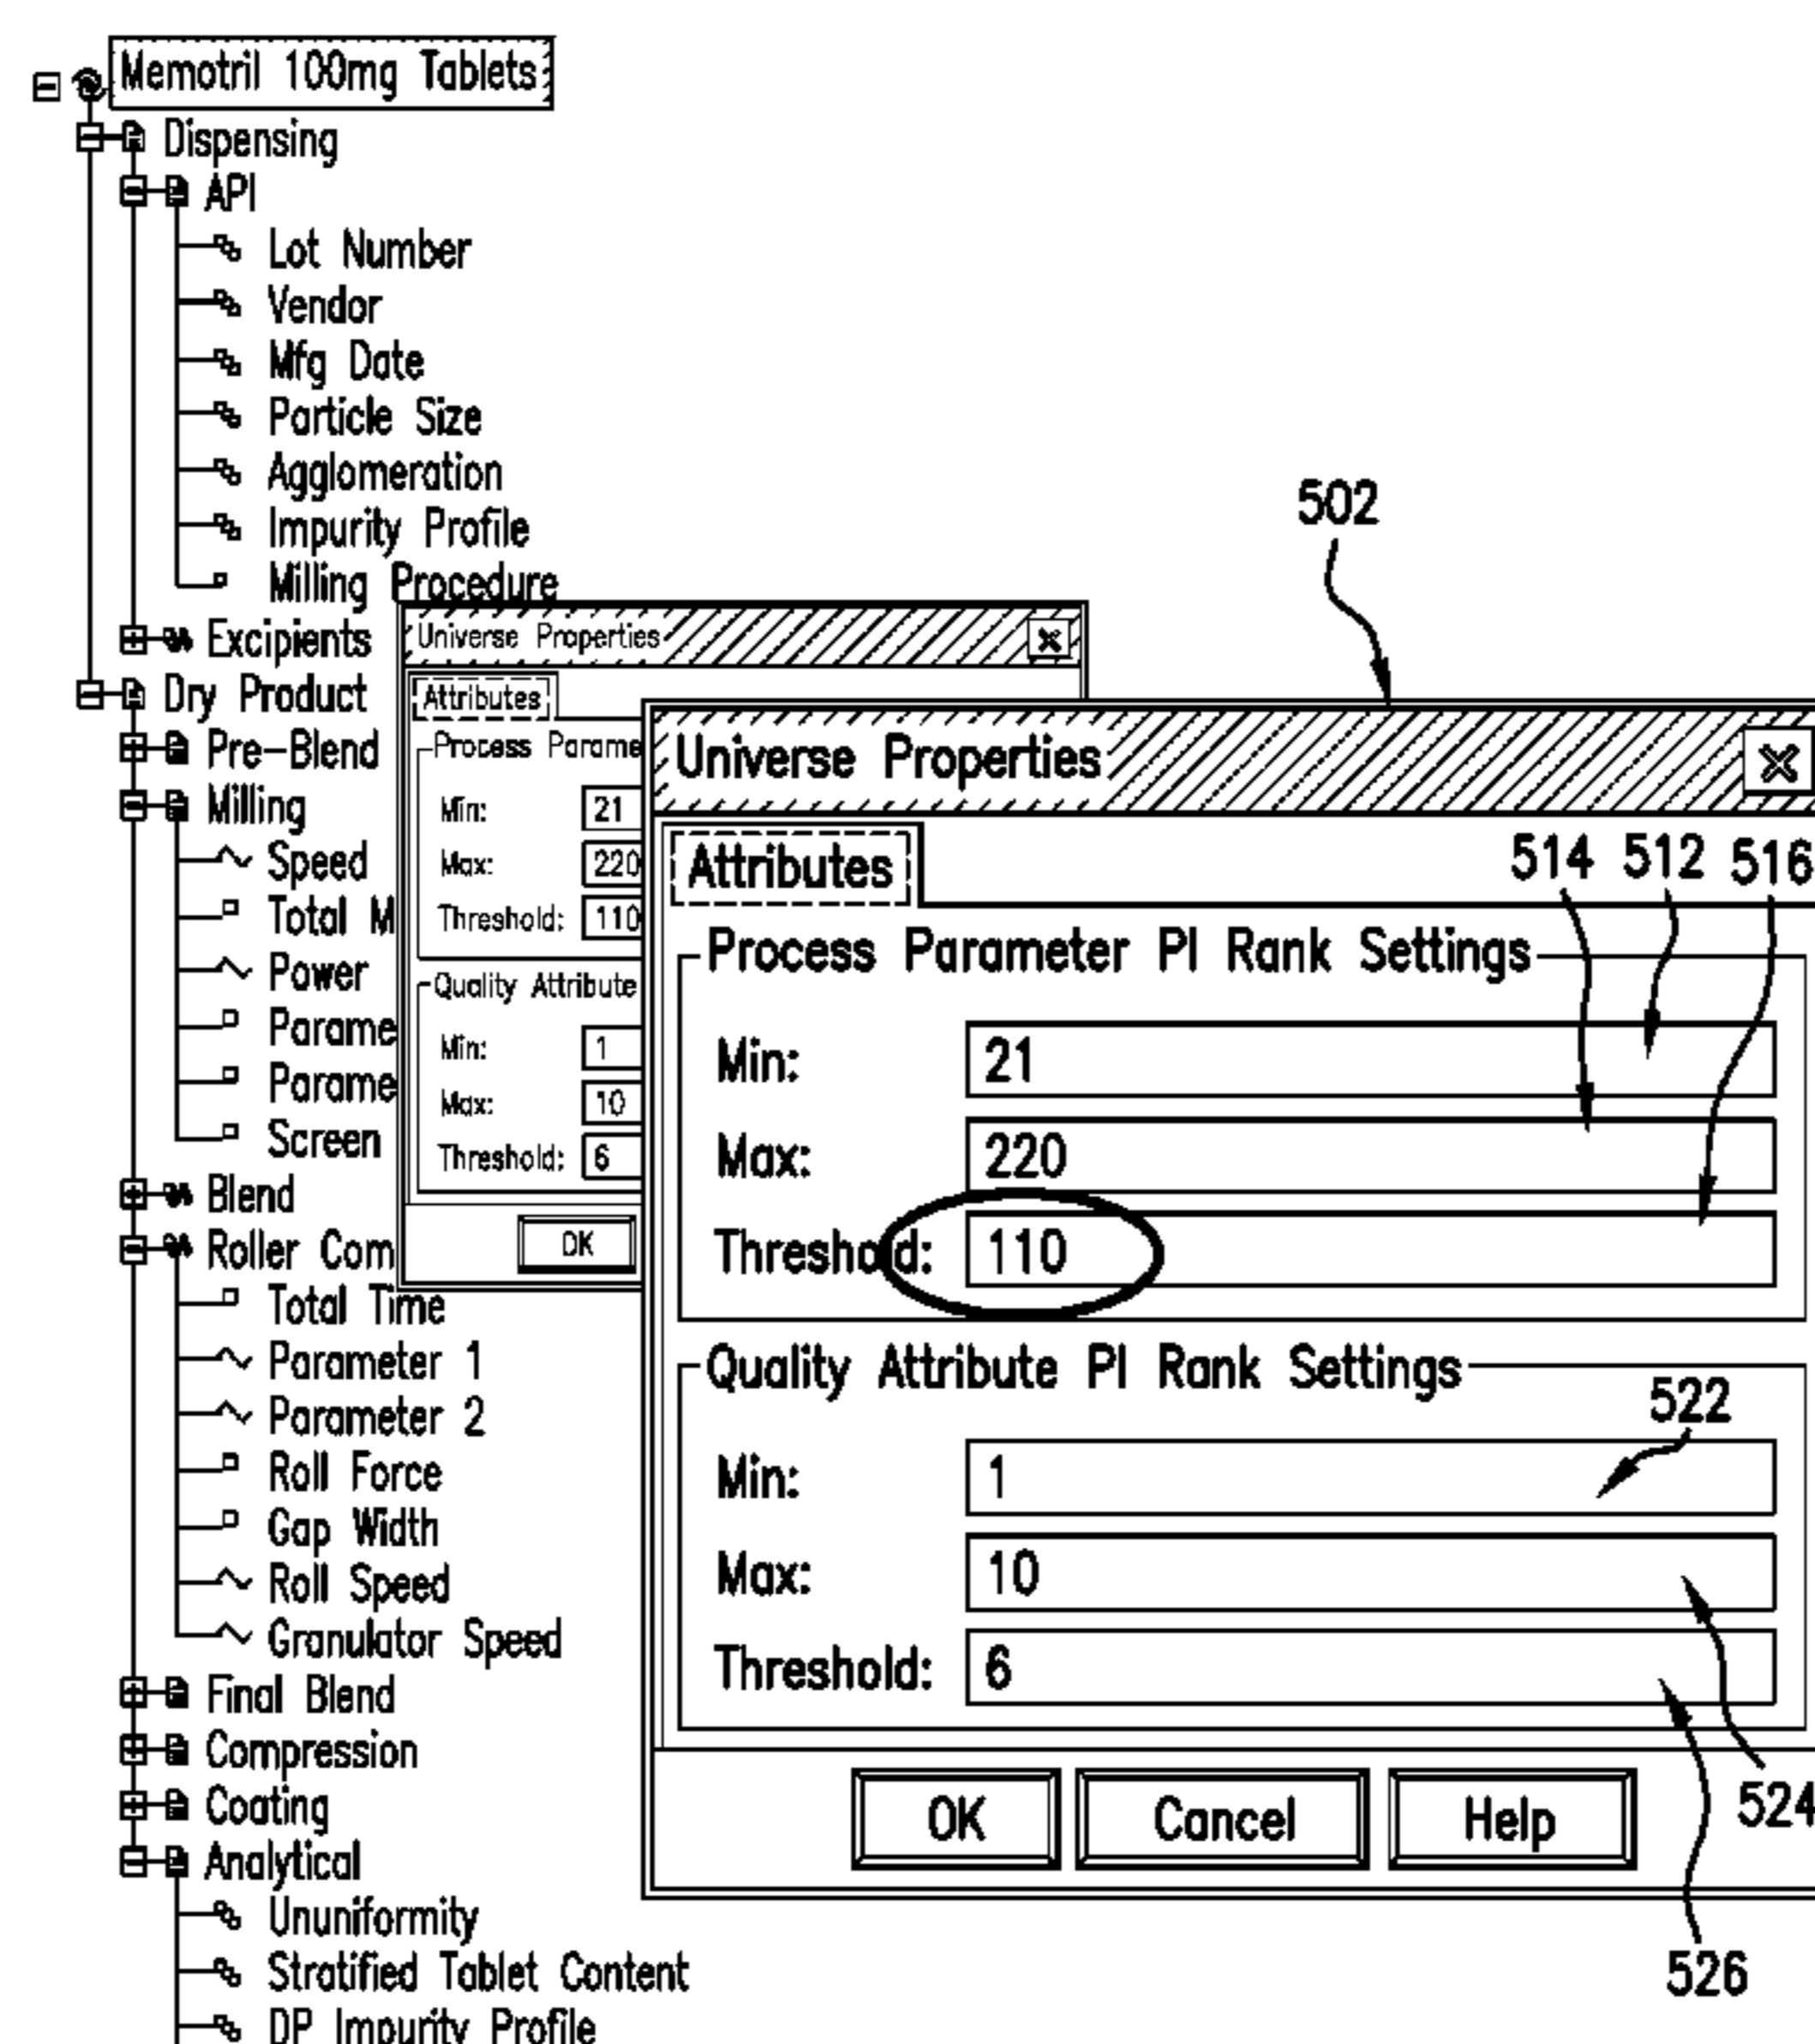 Memotril 100mg Tablets
Dispensing
API
Lot Number
Vendor
Mfg Date
Particle Size
Agglomeration
Impurity Profile
Milling Procedure
Excipients
Dry Product
Pre-Blend
Milling
Speed
Total M
Power
Parame
Parame
Screen
Blend
Roller Com
Total Time
Parameter 1
Parameter 2
Roll Force
Gap Width
Roll Speed
Granulator Speed
Final Blend
Compression
Coating
Analytical
Ununiformity
Stratified Tablet Content
DP Impurity Profile
Universe Properties
Attributes
Process Parame
Min: 21
Max: 220
Threshold: 110
Quality Attribute
Min: 1
Max: 10
Threshold: 6
OK
502
Universe Properties
Attributes
514 512 516
Process Parameter PI Rank Settings
Min: 21
Max: 220
Threshold: 110
Quality Attribute PI Rank Settings
522
Min: 1
Max: 10
Threshold: 6
OK Cancel Help
524
526